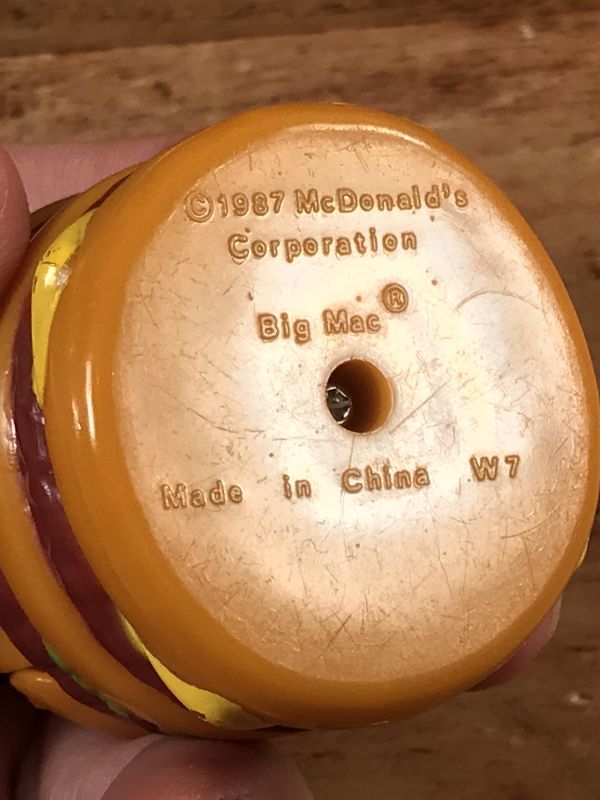 ©1987 McDonald's
Corporation
Big Mac®
Made in China W7